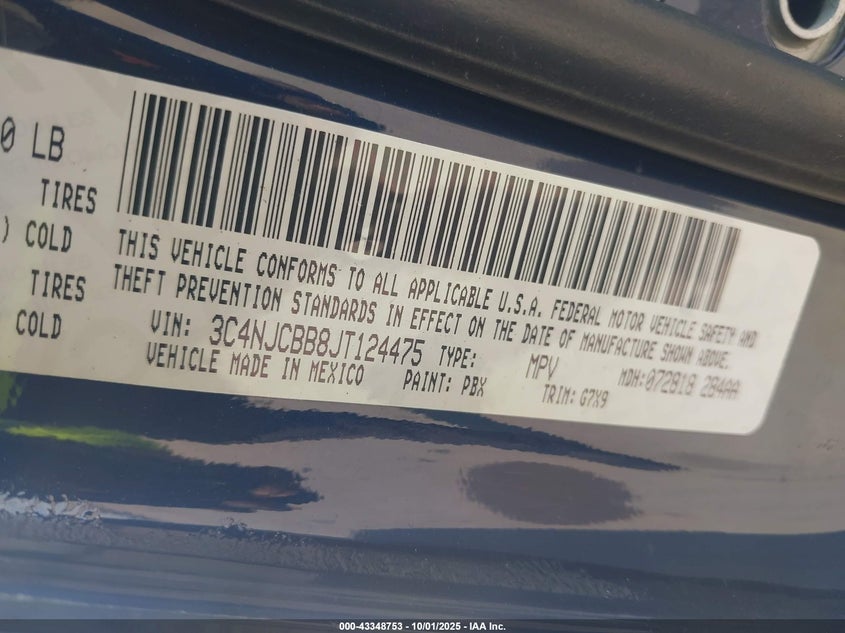 0 LB
TIRES
) COLD
TIRES
COLD
THIS VEHICLE CONFORMS TO ALL APPLICABLE U.S.A. FEDERAL MOTOR VEHICLE SAFETY AND
THEFT PREVENTION STANDARDS IN EFFECT ON THE DATE OF MANUFACTURE SHOWN ABOVE.
VIN: 3C4NJCBB8JT124475 TYPE: MPV MDH:072818 284AA
VEHICLE MADE IN MEXICO PAINT: PBX TRIM: G7X9
000-43348753 - 10/01/2025 - IAA Inc.